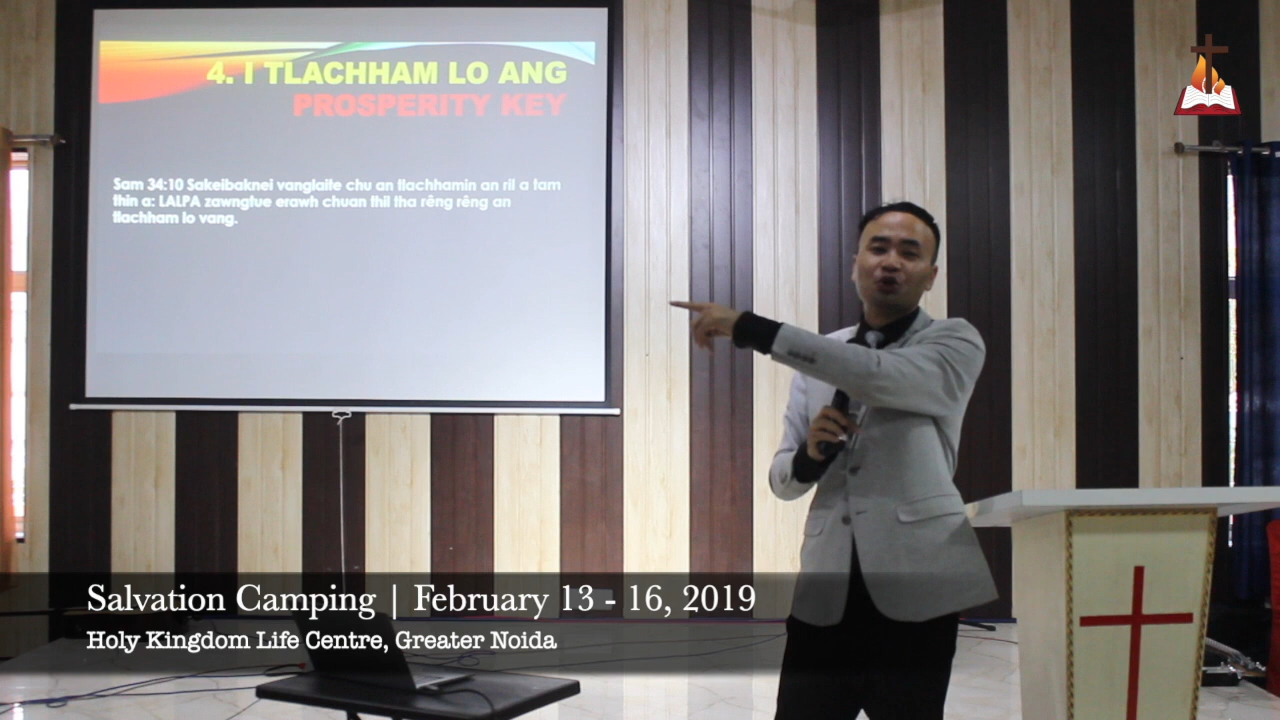 4. I TLACHHAM LO ANG
PROSPERITY KEY
Sam 34:10 Sakeibaknei vanglaite chu an tlachhamin an ril a tam
thin a: LALPA zawngtue erawh chuan thil tha rêng rêng an
tlachham lo vang.
Salvation Camping | February 13 - 16, 2019
Holy Kingdom Life Centre, Greater Noida